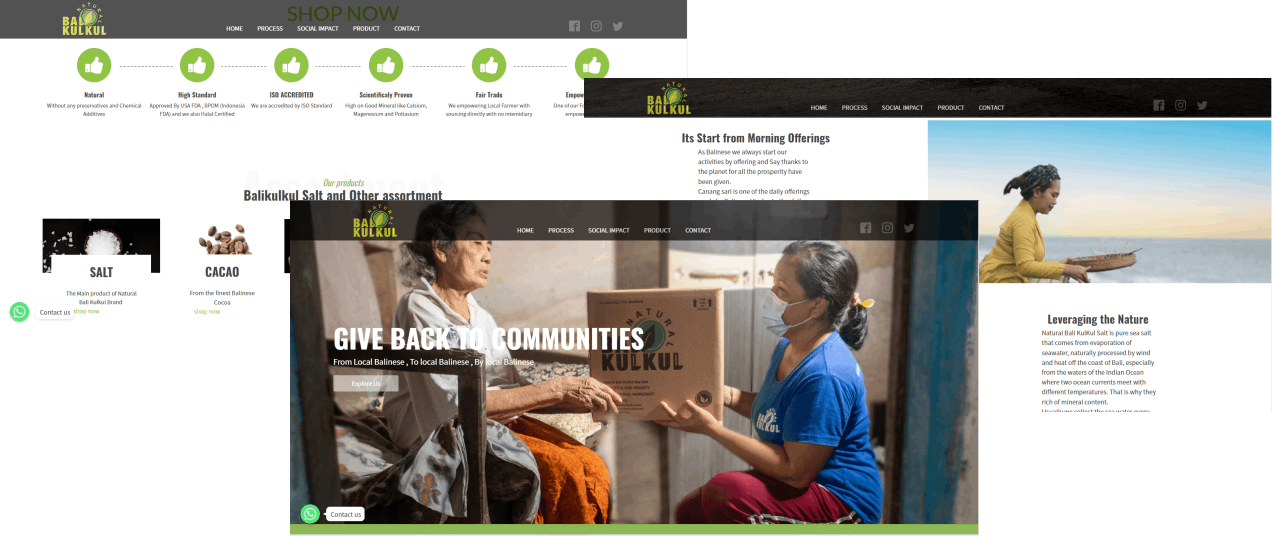 SHOP NOW
NATURAL
BALI
KULKUL
HOME PROCESS SOCIAL IMPACT PRODUCT CONTACT
Natural
Without any preservatives and Chemical
Additives
High Standard
Approved By USA FDA , BPOM (Indonesia
FDA) and we also Halal Certified
ISO ACCREDITED
We are accredited by ISO Standard
Scientificaly Proven
High on Good Mineral like Calsium,
Magenesium and Potiasium
Fair Trade
We empowering Local Farmer with
sourcing directly with no intemidiary
Empow
One of our Fo
empowe
Our products
Balikulkul Salt and Other assortment
SALT
The Main product of Natural
Bali Kulkul Brand
shop now
CACAO
From the finest Balinese
Cocoa
shop now
Contact us
NATURAL
BALI
KULKUL
HOME PROCESS SOCIAL IMPACT PRODUCT CONTACT
Its Start from Morning Offerings
As Balinese we always start our
activities by offering and Say thanks to
the planet for all the prosperity have
been given.
Canang sari is one of the daily offerings
Leveraging the Nature
Natural Bali KulKul Salt is pure sea salt
that comes from evaporation of
seawater, naturally processed by wind
and heat off the coast of Bali, especially
from the waters of the Indian Ocean
where two ocean currents meet with
different temperatures. That is why they
rich of mineral content.
NATURAL
BALI
KULKUL
HOME PROCESS SOCIAL IMPACT PRODUCT CONTACT
GIVE BACK TO COMMUNITIES
From Local Balinese , To local Balinese , By local Balinese
Explore Us
NATURAL
KULKUL
BALI
KULKUL
Contact us